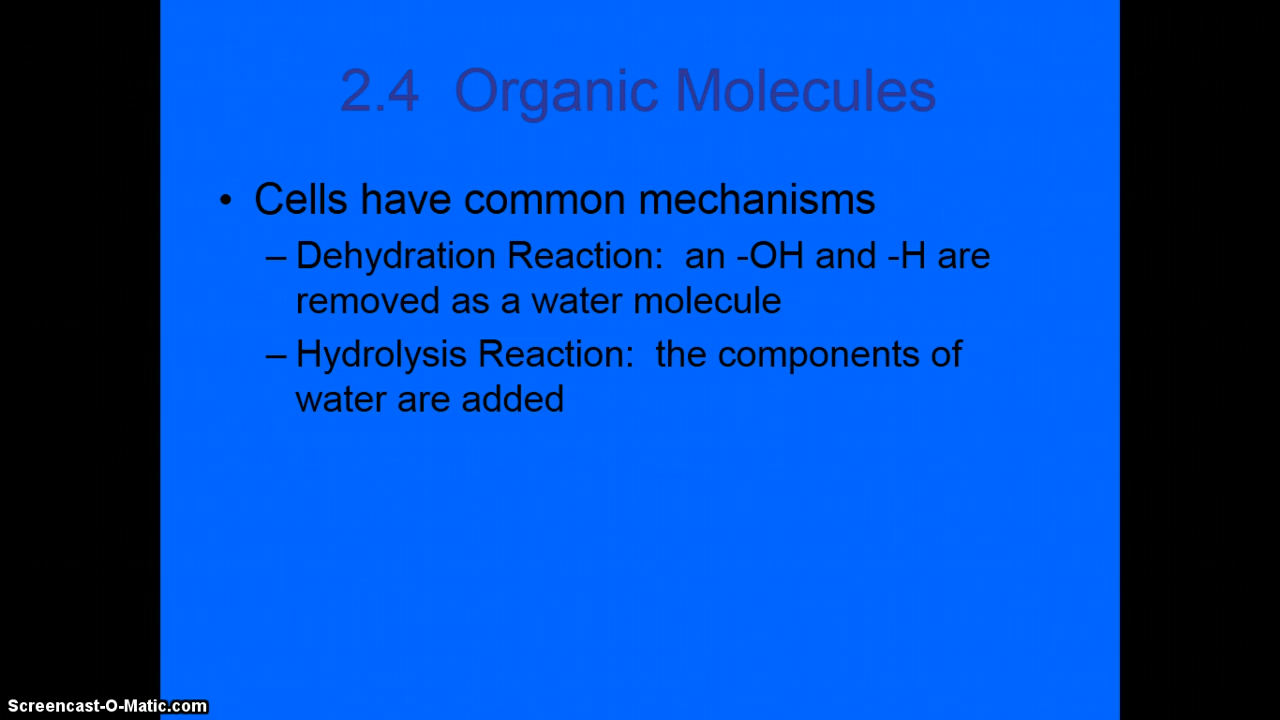 2.4  Organic Molecules
• Cells have common mechanisms
– Dehydration Reaction:  an -OH and -H are
removed as a water molecule
– Hydrolysis Reaction:  the components of
water are added
Screencast-O-Matic.com